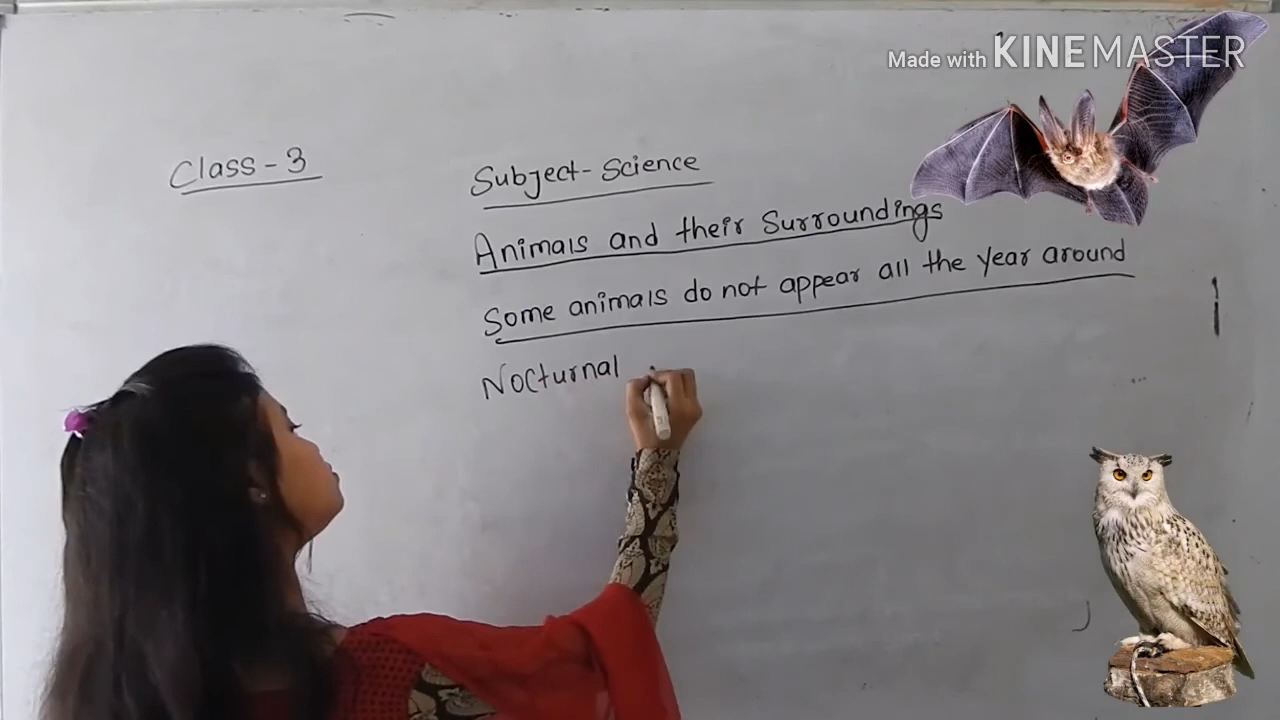 Made with KINEMASTER
Class - 3
Subject - Science
Animals and their Surroundings
Some animals do not appear all the year around
Nocturnal